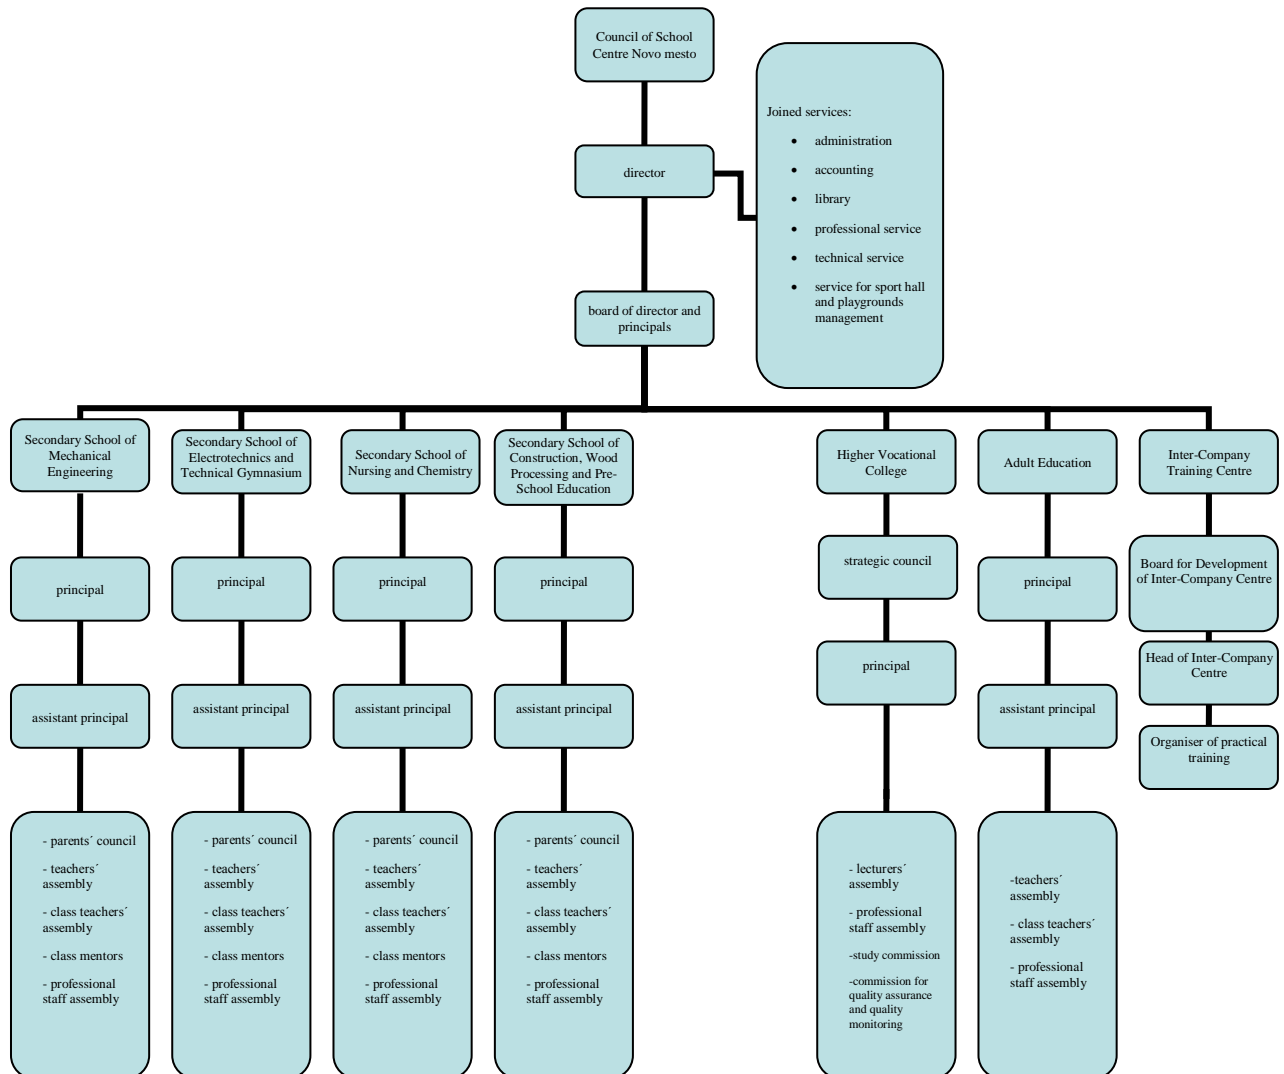 Council of School
Centre Novo mesto
Joined services:
• administration
• accounting
• library
• professional service
• technical service
• service for sport hall
and playgrounds
management
director
board of director and
principals
Secondary School of
Mechanical
Engineering
Secondary School of
Electrotechnics and
Technical Gymnasium
Secondary School of
Nursing and Chemistry
Secondary School of
Construction, Wood
Processing and Pre-
School Education
Higher Vocational
College
Adult Education
Inter-Company
Training Centre
principal
principal
principal
principal
strategic council
principal
principal
Board for Development
of Inter-Company Centre
Head of Inter-Company
Centre
assistant principal
assistant principal
assistant principal
assistant principal
assistant principal
Organiser of practical
training
- parents´ council
- teachers´
assembly
- class teachers´
assembly
- class mentors
- professional
staff assembly
- parents´ council
- teachers´
assembly
- class teachers´
assembly
- class mentors
- professional
staff assembly
- parents´ council
- teachers´
assembly
- class teachers´
assembly
- class mentors
- professional
staff assembly
- parents´ council
- teachers´
assembly
- class teachers´
assembly
- class mentors
- professional
staff assembly
- lecturers´
assembly
- professional
staff assembly
-study commission
-commission for
quality assurance
and quality
monitoring
-teachers´
assembly
- class teachers´
assembly
- professional
staff assembly